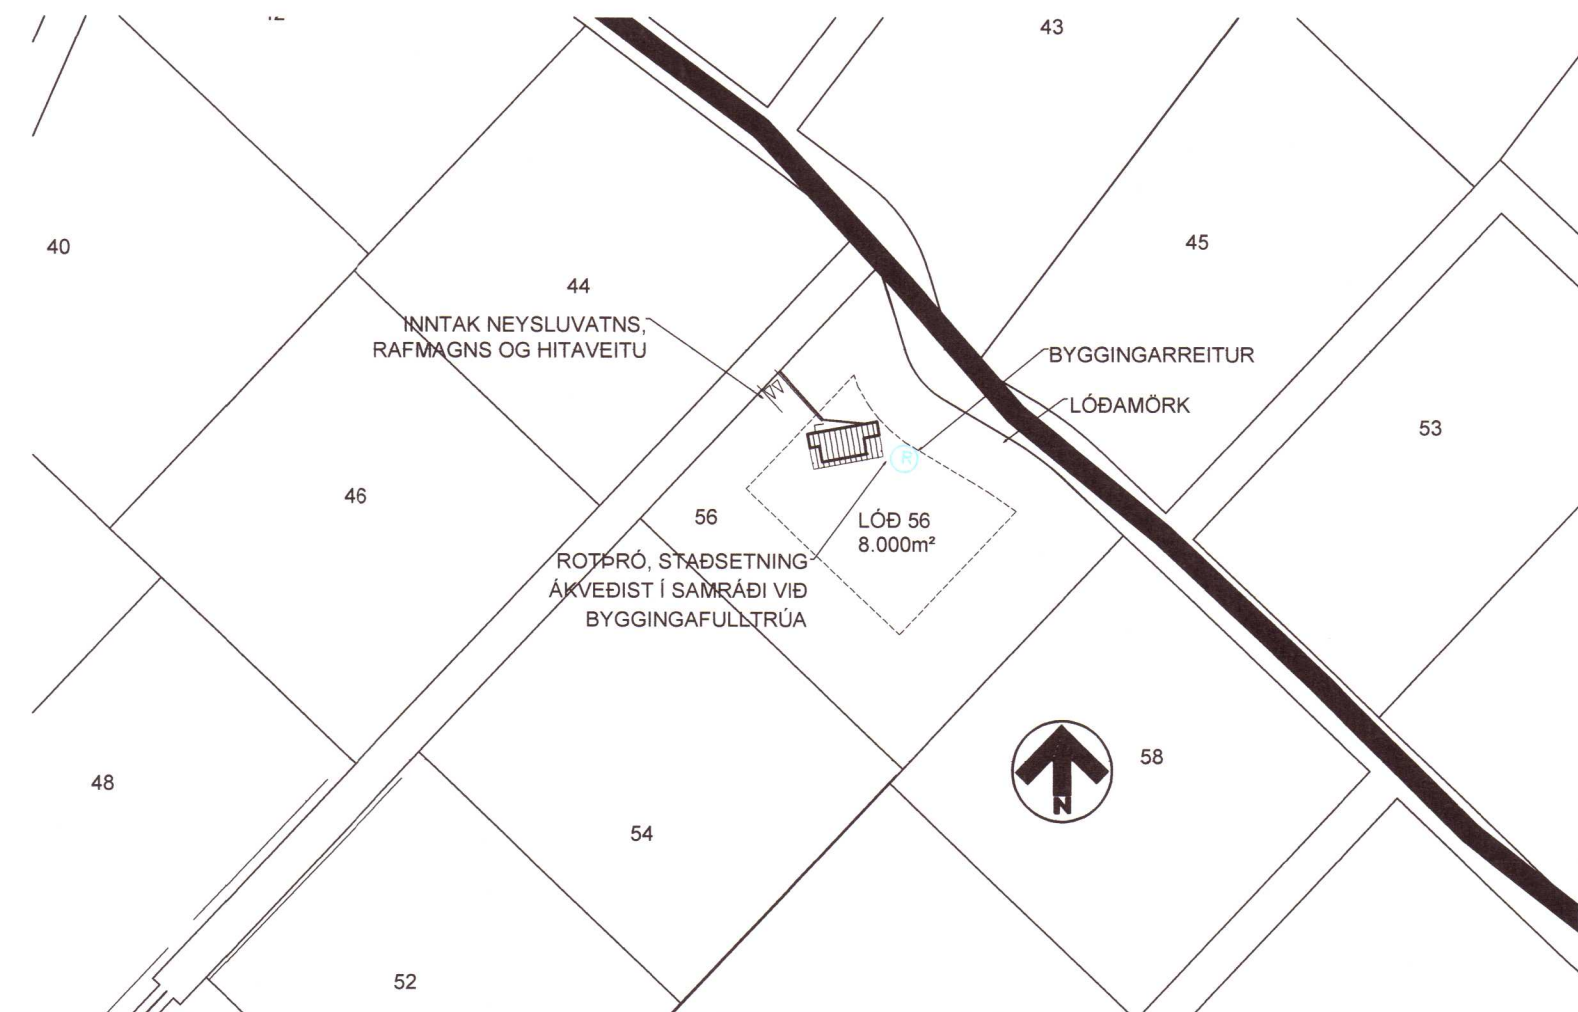 43
40
45
44
INNTAK NEYSLUVATNS,
RAFMAGNS OG HITAVEITU
BYGGINGARREITUR
LÓÐAMÖRK
53
46
R
56
LÓÐ 56
8.000m²
ROTÞRÓ, STAÐSETNING
ÁKVEÐIST Í SAMRÁÐI VIÐ
BYGGINGAFULLTRÚA
58
48
N
54
52